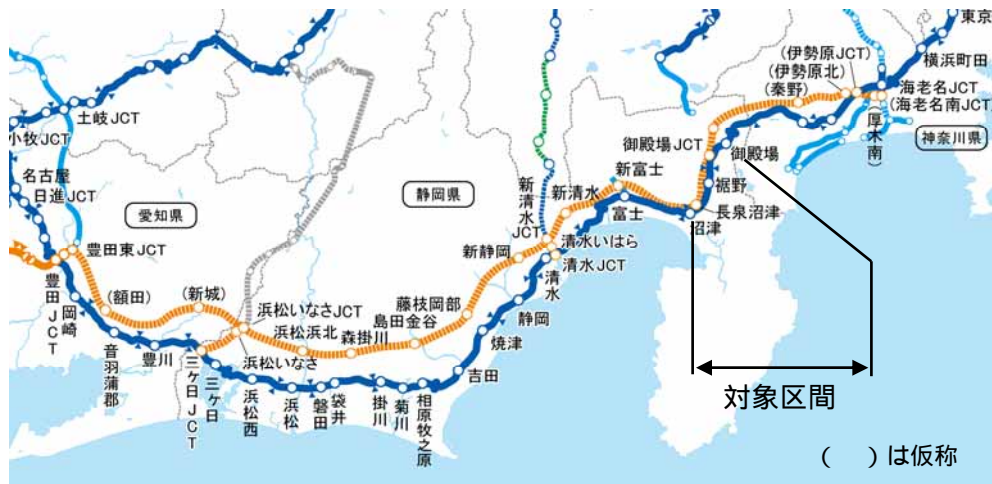 東京
横浜町田
(伊勢原JCT)
(伊勢原北)
(秦野)
海老名JCT
(海老名南JCT)
(厚木南)
神奈川県
土岐JCT
小牧JCT
御殿場JCT
御殿場
新富士
裾野
長泉沼津
沼津
富士
新清水
新清水JCT
清水いはら
清水JCT
清水
新静岡
静岡県
名古屋
日進JCT
愛知県
豊田東JCT
豊田JCT
岡崎
(額田)
(新城)
浜松いなさJCT
浜松浜北
浜松いなさ
森掛川
島田金谷
藤枝岡部
静岡
焼津
吉田
音羽蒲郡
豊川
三ケ日JCT
三ケ日
浜松西
浜松
磐田
袋井
掛川
菊川
相原牧之原
対象区間
( )は仮称